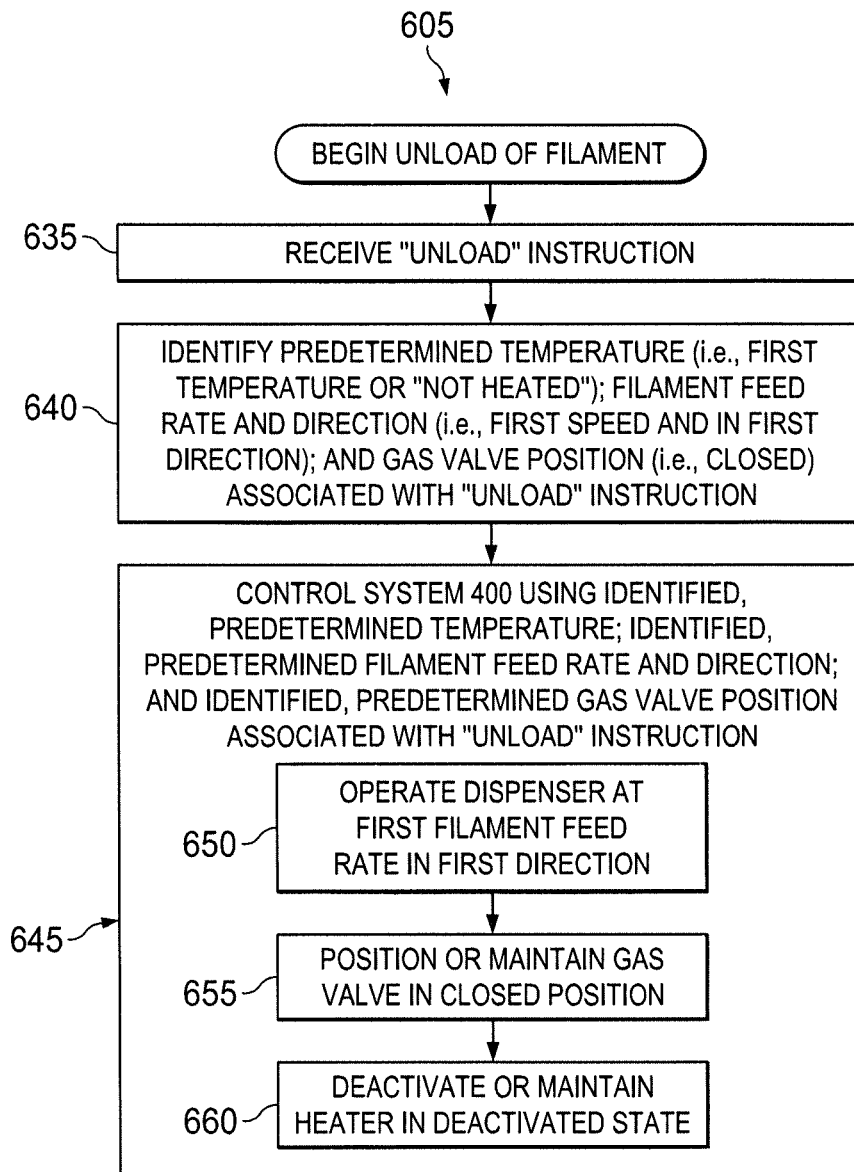 605
BEGIN UNLOAD OF FILAMENT
635
RECEIVE "UNLOAD" INSTRUCTION
640
IDENTIFY PREDETERMINED TEMPERATURE (i.e., FIRST
TEMPERATURE OR "NOT HEATED"); FILAMENT FEED
RATE AND DIRECTION (i.e., FIRST SPEED AND IN FIRST
DIRECTION); AND GAS VALVE POSITION (i.e., CLOSED)
ASSOCIATED WITH "UNLOAD" INSTRUCTION
645
CONTROL SYSTEM 400 USING IDENTIFIED,
PREDETERMINED TEMPERATURE; IDENTIFIED,
PREDETERMINED FILAMENT FEED RATE AND DIRECTION;
AND IDENTIFIED, PREDETERMINED GAS VALVE POSITION
ASSOCIATED WITH "UNLOAD" INSTRUCTION
650
OPERATE DISPENSER AT
FIRST FILAMENT FEED
RATE IN FIRST DIRECTION
655
POSITION OR MAINTAIN GAS
VALVE IN CLOSED POSITION
660
DEACTIVATE OR MAINTAIN
HEATER IN DEACTIVATED STATE